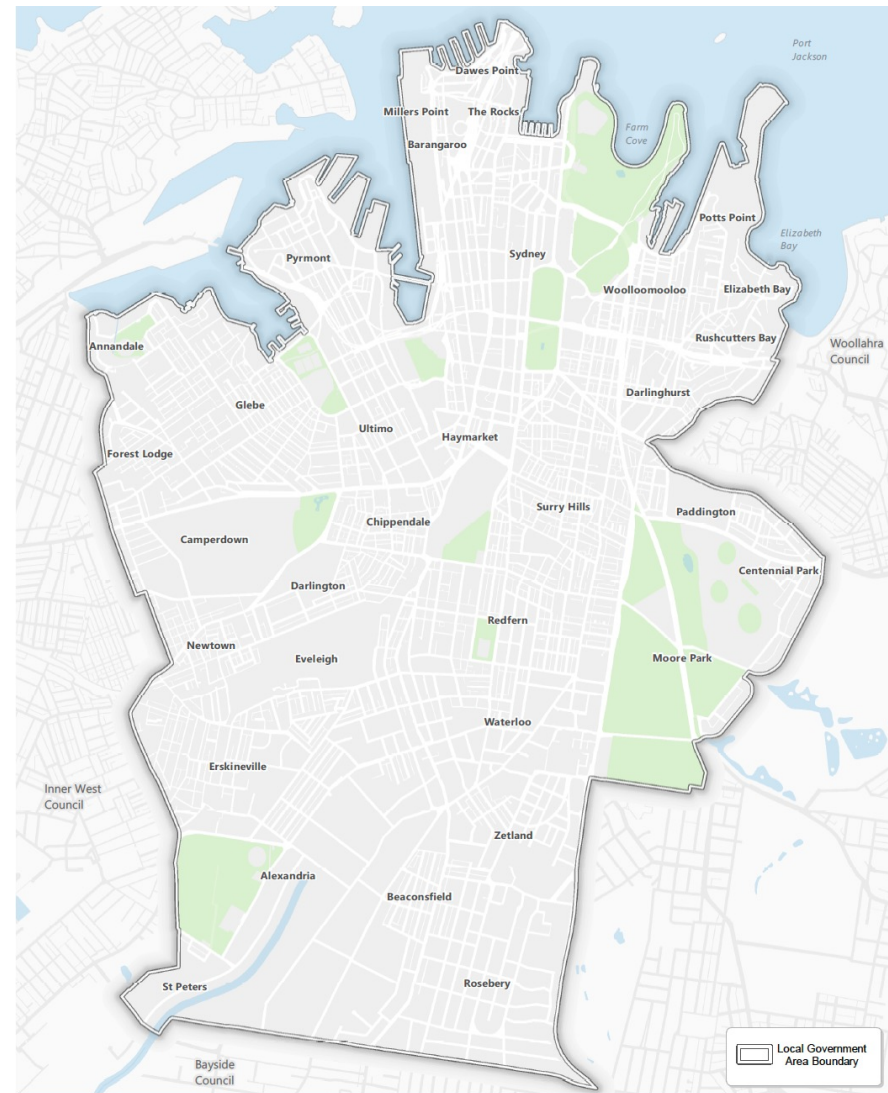 Port
Jackson
Dawes Point
Millers Point
The Rocks
Farm
Cove
Barangaroo
Potts Point
Elizabeth
Bay
Sydney
Pyrmont
Woolloomooloo
Elizabeth Bay
Rushcutters Bay
Woollahra
Council
Annandale
Darlinghurst
Glebe
Ultimo
Haymarket
Forest Lodge
Surry Hills
Paddington
Chippendale
Camperdown
Centennial Park
Darlington
Redfern
Newtown
Eveleigh
Moore Park
Waterloo
Erskineville
Inner West
Council
Zetland
Alexandria
Beaconsfield
St Peters
Rosebery
Bayside
Council
Local Government
Area Boundary